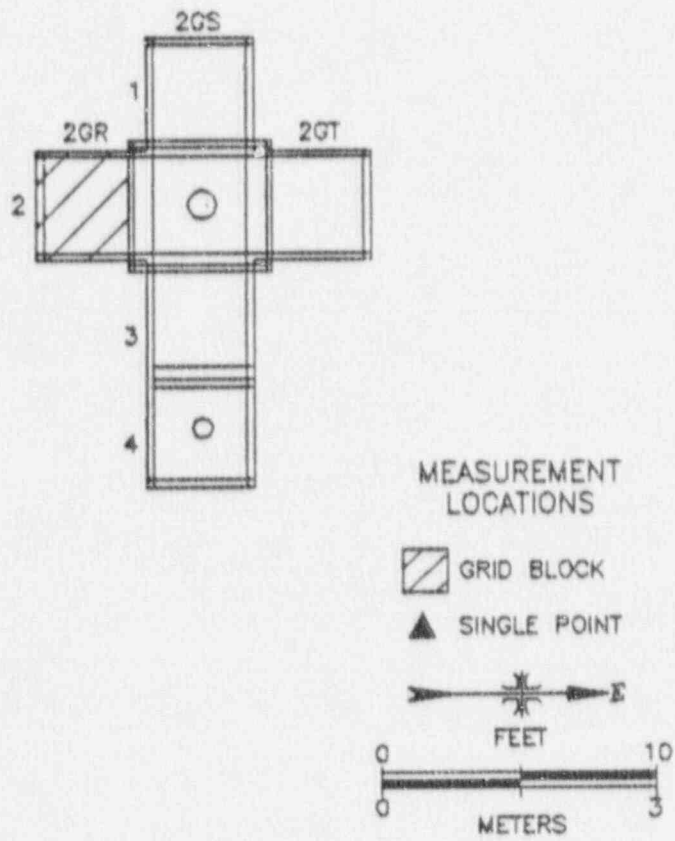 2GS
1
2GR
2GT
2
3
4
MEASUREMENT
LOCATIONS
GRID BLOCK
SINGLE POINT
FEET
0 10
0 3
METERS